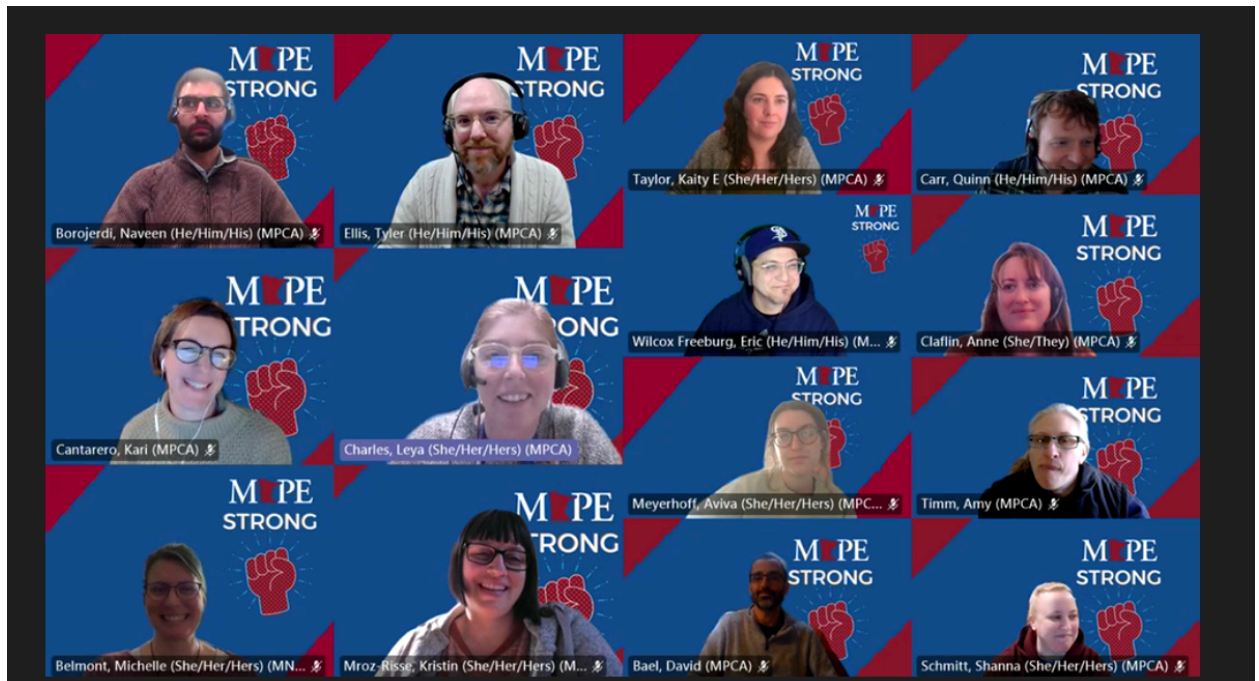 MAPE
STRONG
Borojerdi, Naveen (He/Him/His) (MPCA)
MAPE
STRONG
Ellis, Tyler (He/Him/His) (MPCA)
MAPE
STRONG
Taylor, Kaity E (She/Her/Hers) (MPCA)
MAPE
STRONG
Carr, Quinn (He/Him/His) (MPCA)
MAPE
STRONG
Wilcox Freeburg, Eric (He/Him/His) (M...
MAPE
STRONG
Claflin, Anne (She/They) (MPCA)
MAPE
TRONG
Cantarero, Kari (MPCA)
MAPE
ONG
Charles, Leya (She/Her/Hers) (MPCA)
MAPE
STRONG
Meyerhoff, Aviva (She/Her/Hers) (MPC...
MAPE
STRONG
Timm, Amy (MPCA)
MAPE
STRONG
Belmont, Michelle (She/Her/Hers) (MN...
MAPE
TRONG
Mroz-Risse, Kristin (She/Her/Hers) (M...
MAPE
STRONG
Bael, David (MPCA)
MAPE
STRONG
Schmitt, Shanna (She/Her/Hers) (MPCA)